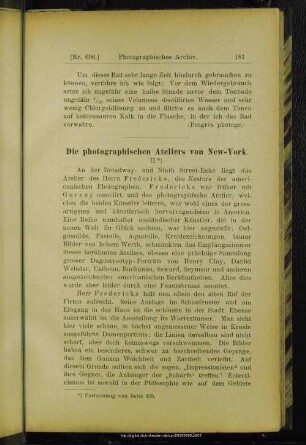 [Nr. 696.] Photographisches Archiv. 183
Um dieses Bad sehr lange Zeit hindurch gebrauchen zu
können, verfahre ich wie folgt: Vor dem Wiedergebrauch
setze ich ungefähr eine halbe Stunde zuvor dem Tonbade
ungefähr seines Volumens destillirtes Wasser und sehr
wenig Chlorgoldlösung zu und filtrire es nach dem Tonen
auf kohlensauren Kalk in die Flasche, in der ich das Bad
verwahre. (Progrès photogr.
Die photographischen Ateliers von New-York.
II.*)
An der Broadway- und Ninth Street-Ecke liegt das
Atelier des Herrn Fredericks, des Nestors der ameri-
canischen Photographen. Fredericks war früher mit
Gurney associirt, und das photographische Atelier, wel-
ches die beiden Künstler leiteten, war wohl eines der gross-
artigsten und künstlerisch hervorragendsten in America.
Eine Reihe namhafter ausländischer Künstler, die in der
neuen Welt ihr Glück suchten, war hier angestellt; Oel-
gemälde, Pastelle, Aquarelle, Kreidezeichnungen, lauter
Bilder von hohem Werth, schmückten das Empfangszimmer
dieses berühmten Ateliers, ebenso eine prächtige Sammlung
grosser Daguerreotyp-Porträts von Henry Clay, Daniel
Webster, Calhoun, Buchanan, Seward, Seymour und anderen
ausgezeichneten americanischen Berühmtheiten. Alles dies
wurde aber leider durch eine Feuersbrunst zerstört.
Herr Fredericks hält nun allein den alten Ruf der
Firma aufrecht. Seine Auslage im Schaufenster und am
Eingang in das Haus ist die schönste in der Stadt. Ebenso
auserwählt ist die Ausstellung im Wartezimmer. Man sieht
hier viele schöne, in höchst angemessener Weise in Kreide
ausgeführte Damenporträts; die Linien derselben sind nicht
scharf, aber doch keineswegs verschwommen. Die Bilder
haben ein besonderes, schwer zu beschreibendes Gepräge,
das dem Ganzen Weichheit und Zartheit verleiht. Auf
diesem Grunde sollten sich die sogen. „Impressionisten“ und
ihre Gegner, die Anhänger der „Schärfe“ treffen. Eclecti-
cismus ist sowohl in der Philosophie wie auf dem Gebiete
*) Fortsetzung von Seite